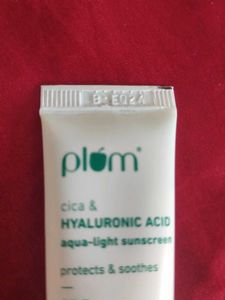 plum
cica &
HYALURONIC ACID
aqua-light sunscreen
protects & soothes